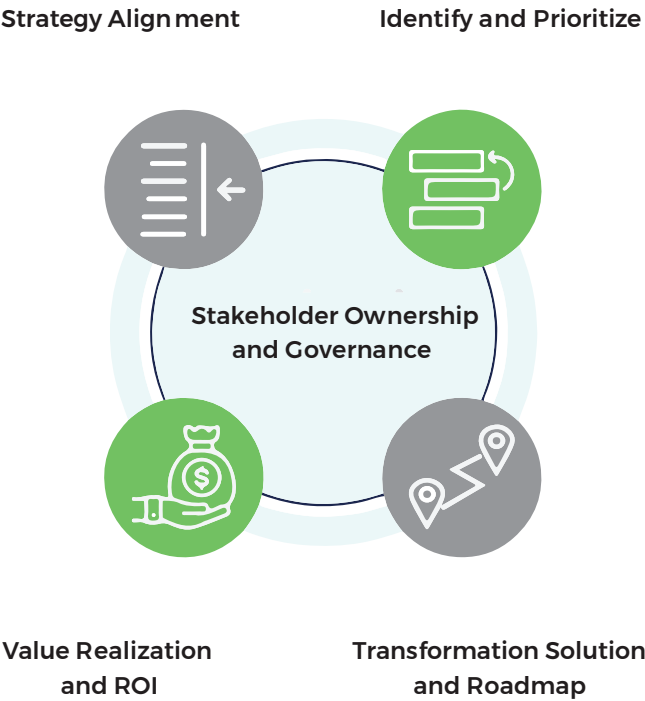 Strategy Alignment
Identify and Prioritize
Stakeholder Ownership
and Governance
$
Value Realization
and ROI
Transformation Solution
and Roadmap